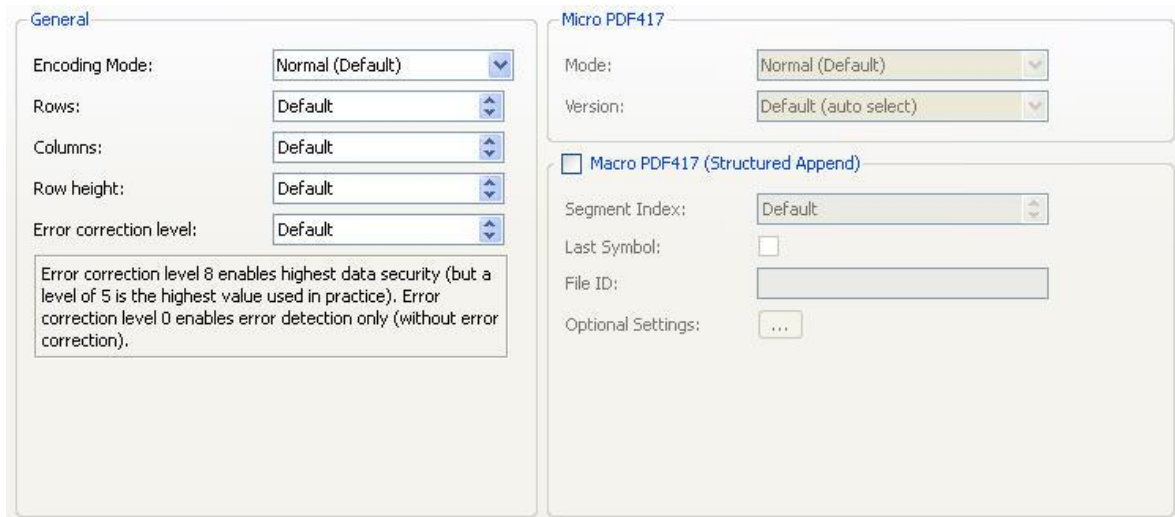 General
Encoding Mode: Normal (Default)
Rows: Default
Columns: Default
Row height: Default
Error correction level: Default
Error correction level 8 enables highest data security (but a
level of 5 is the highest value used in practice). Error
correction level 0 enables error detection only (without error
correction).
Micro PDF417
Mode: Normal (Default)
Version: Default (auto select)
Macro PDF417 (Structured Append)
Segment Index: Default
Last Symbol:
File ID:
Optional Settings: ...